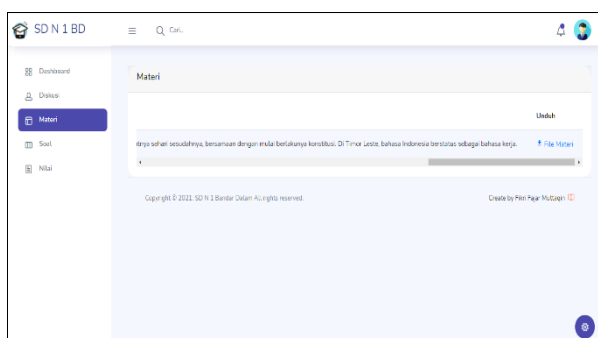 SD N 1 BD
Cari..
Dashboard
Diskusi
Materi
Soal
Nilai
Materi
Unduh
tnya sehari sesudahnya, bersamaan dengan mulai berlakunya konstitusi. Di Timor Leste, bahasa Indonesia berstatus sebagai bahasa kerja.
File Materi
Copyright © 2021. SD N 1 Bandar Dalam All rights reserved.
Create by Fikri Fajar Muttaqin